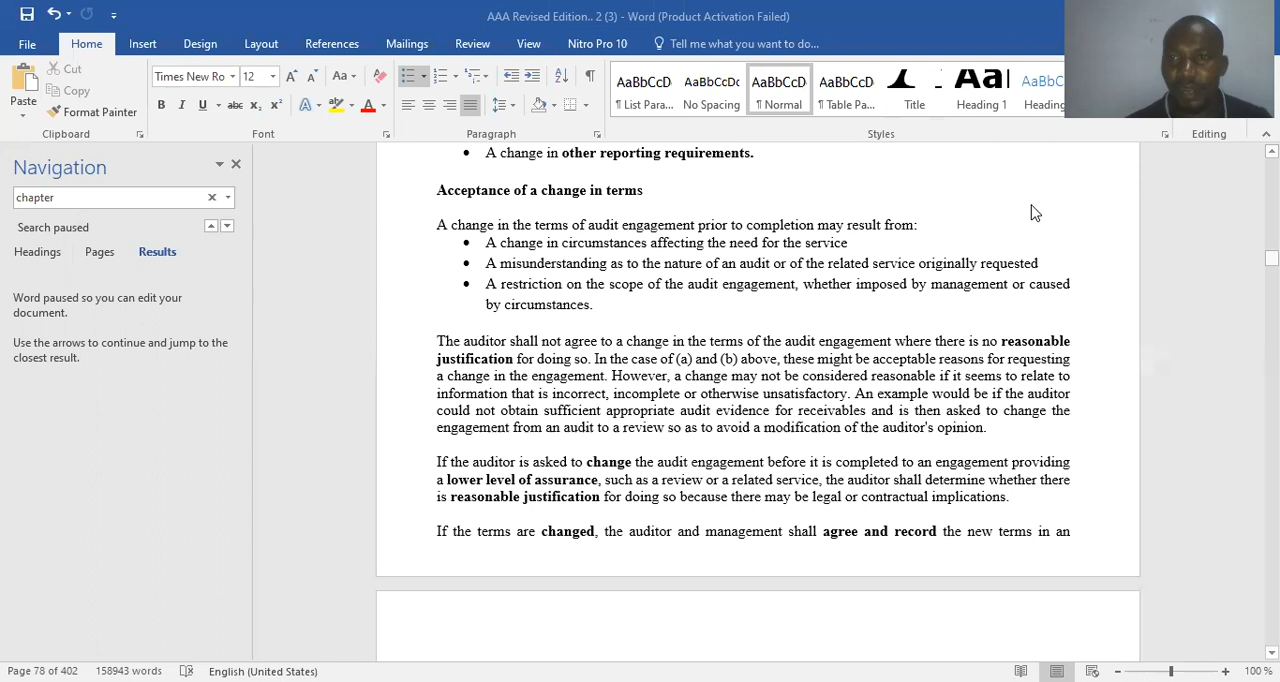 AAA Revised Edition.. 2 (3) - Word (Product Activation Failed)
File Home Insert Design Layout References Mailings Review View Nitro Pro 10 Tell me what you want to do...
Paste
Cut
Copy
Format Painter
Clipboard
Times New Ro 12
Font
Paragraph
AaBbCcD AaBbCcDc AaBbCcD AaBbCcD Aa AaBbC
¶ List Para... No Spacing ¶ Normal ¶ Table Pa... Title Heading 1 Heading
Styles
Editing
Navigation
chapter
Search paused
Headings Pages Results
Word paused so you can edit your
document.
Use the arrows to continue and jump to the
closest result.
• A change in other reporting requirements.
Acceptance of a change in terms
A change in the terms of audit engagement prior to completion may result from:
• A change in circumstances affecting the need for the service
• A misunderstanding as to the nature of an audit or of the related service originally requested
• A restriction on the scope of the audit engagement, whether imposed by management or caused
by circumstances.
The auditor shall not agree to a change in the terms of the audit engagement where there is no reasonable
justification for doing so. In the case of (a) and (b) above, these might be acceptable reasons for requesting
a change in the engagement. However, a change may not be considered reasonable if it seems to relate to
information that is incorrect, incomplete or otherwise unsatisfactory. An example would be if the auditor
could not obtain sufficient appropriate audit evidence for receivables and is then asked to change the
engagement from an audit to a review so as to avoid a modification of the auditor's opinion.
If the auditor is asked to change the audit engagement before it is completed to an engagement providing
a lower level of assurance, such as a review or a related service, the auditor shall determine whether there
is reasonable justification for doing so because there may be legal or contractual implications.
If the terms are changed, the auditor and management shall agree and record the new terms in an
Page 78 of 402 158943 words English (United States) 100 %